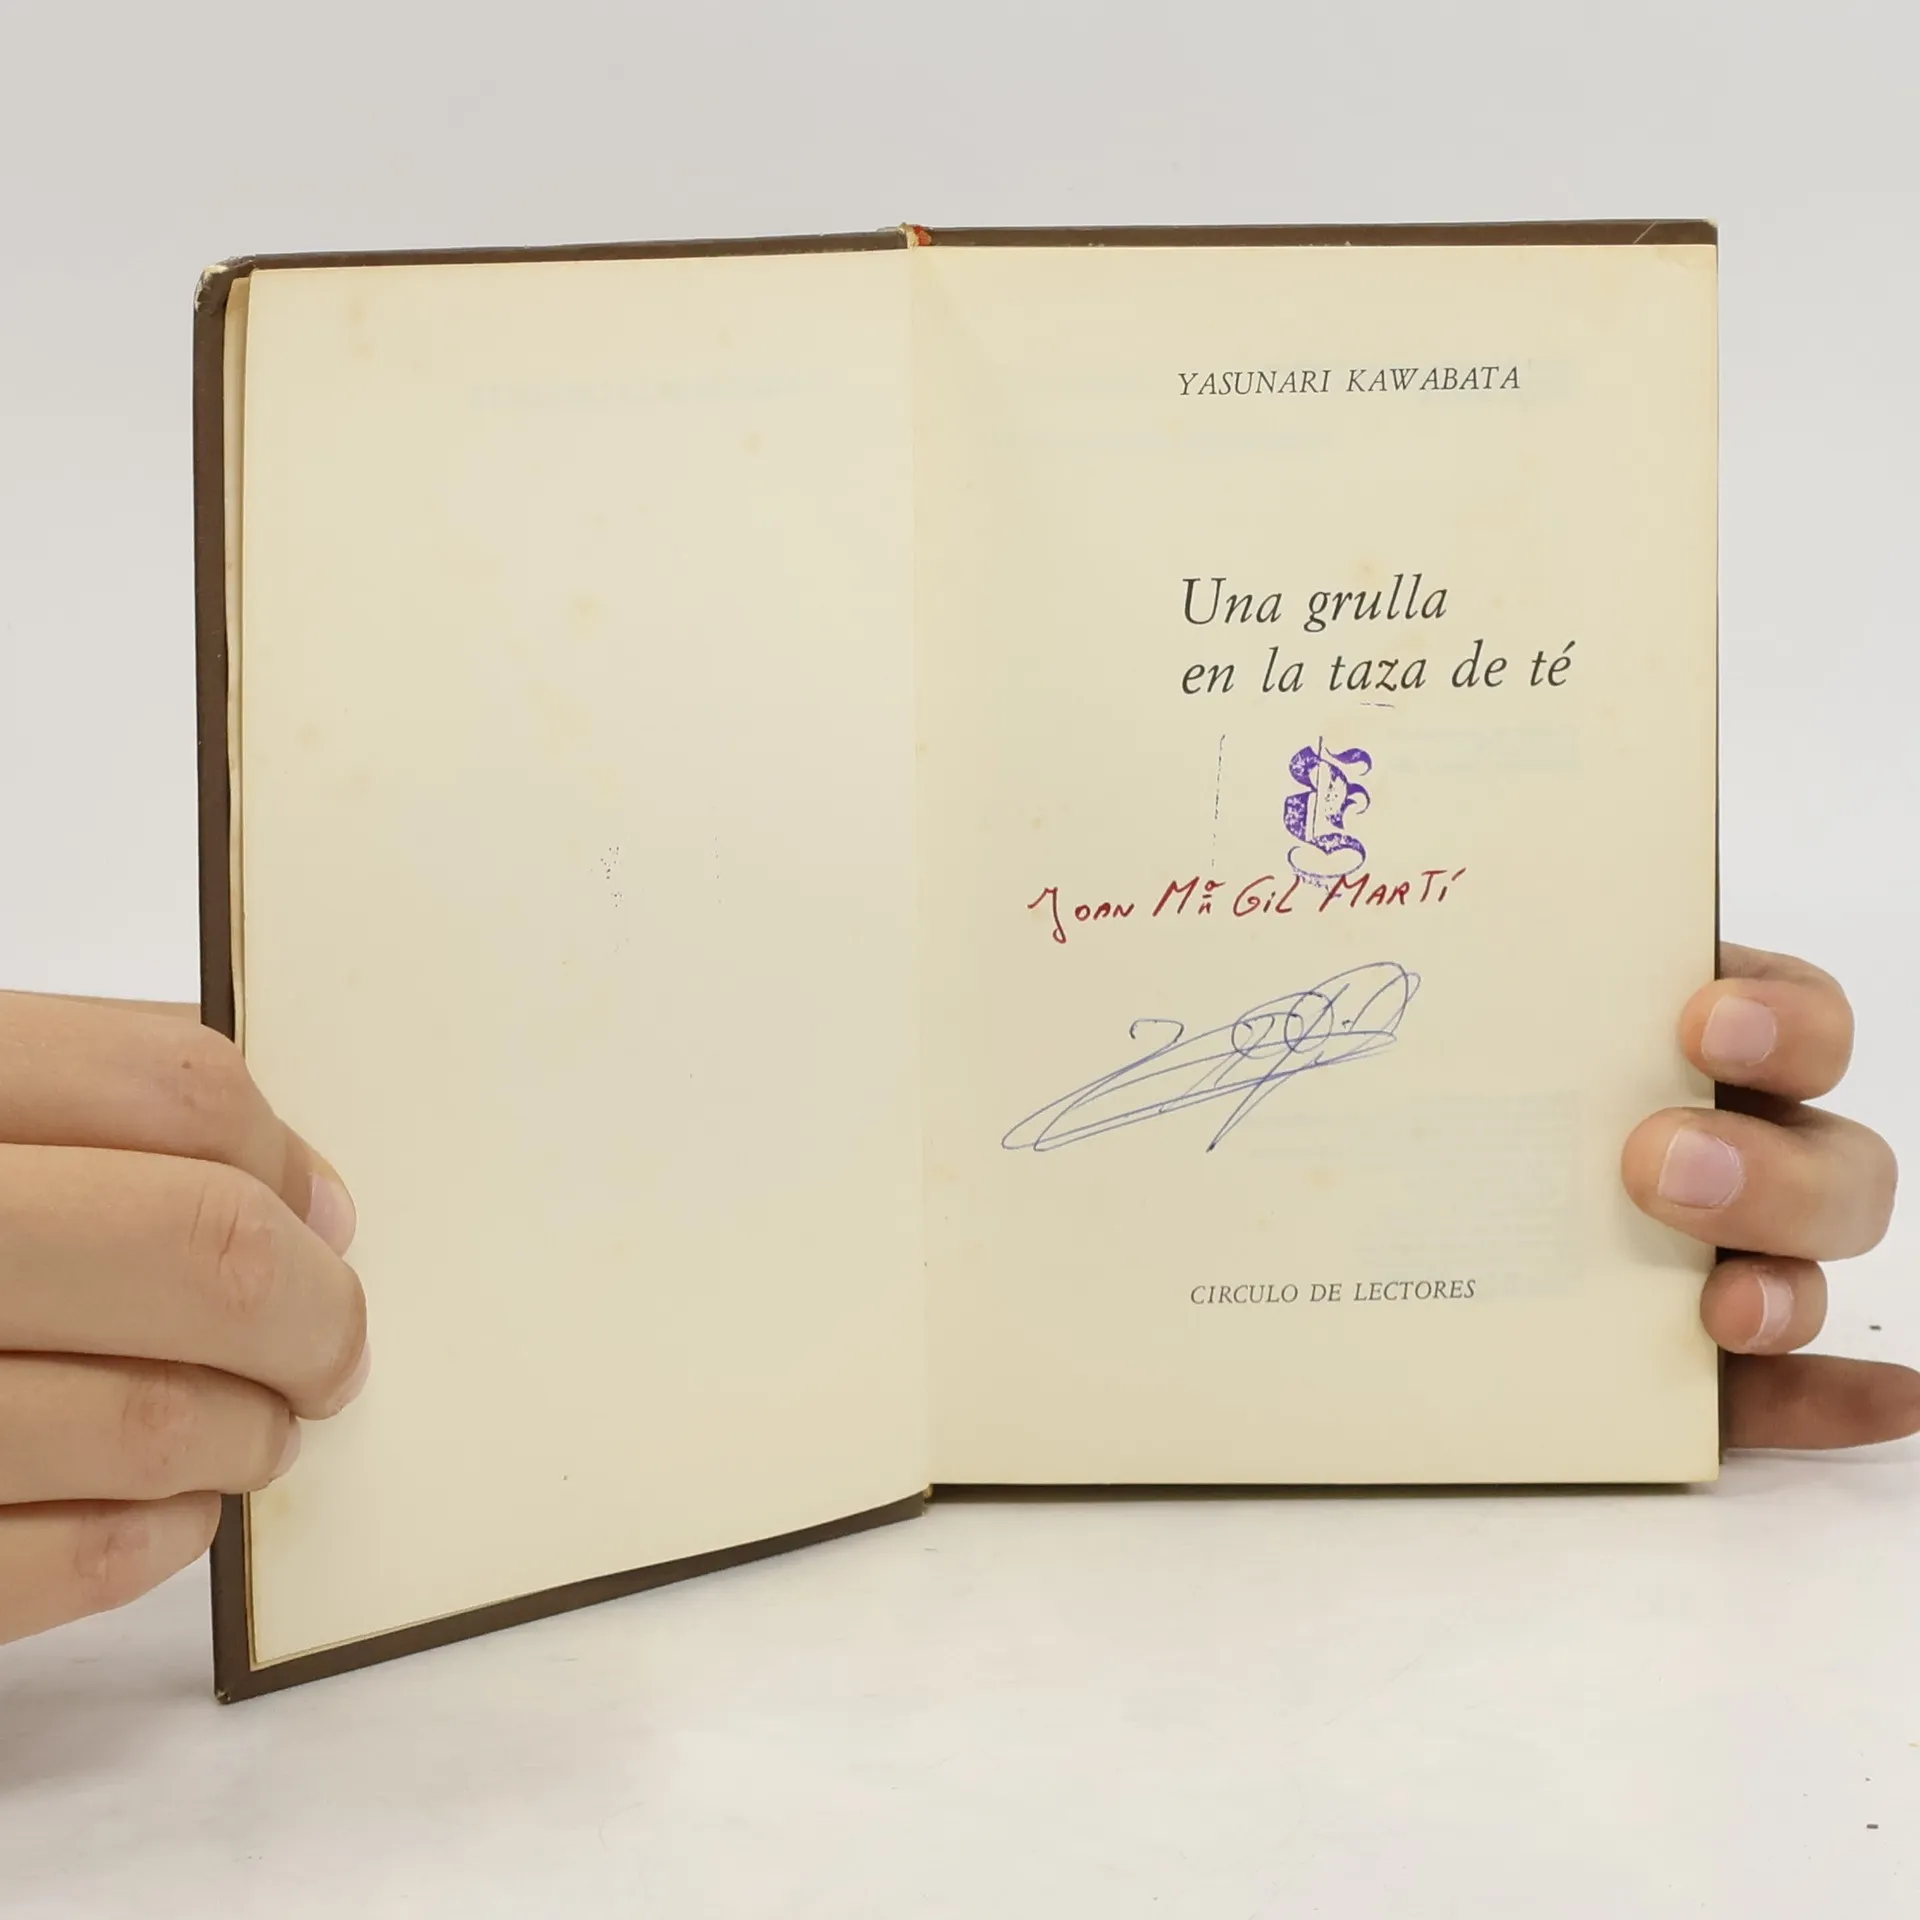 YASUNARI KAWABATA
Una grulla
en la taza de té
E
JOAN Mª GIL MARTÍ
CIRCULO DE LECTORES